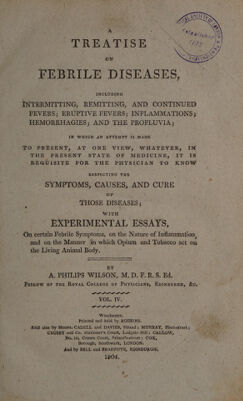 A
TREATISE
ON
FEBRILE DISEASES,
INCLUDING
INTERMITTING, REMITTING, AND CONTINUED
FEVERS; ERUPTIVE FEVERS; INFLAMMATIONS;
HEMORRHAGIES; AND THE PROFLUVIA;
IN WHICH AN ATTEMPT IS MADE
TO PRESENT, AT ONE VIEW, WHATEVER, IN
THE PRESENT STATE OF MEDICINE, IT IS
REQUISITE FOR THE PHYSICIAN TO KNOW
RESPECTING THE
SYMPTOMS, CAUSES, AND CURE
OF
THOSE DISEASES;
WITH
EXPERIMENTAL ESSAYS,
On certain Febrile Symptoms, on the Nature of Inflammation,
and on the Manner in which Opium and Tobacco act on
the Living Animal Body.
BY
A. PHILIPS WILSON, M, D. F. R. S. Ed.
FELLOW OF THE ROYAL COLLEGE OF PHYSICIANS, EDINBURGH, &c.
VOL. IV.
Winchester,
Printed and Sold by ROBBINS.
Sold also by Messrs. CADELL and DAVIES, Strand; MURRAY, Fleet-street;
CROSBY and Co. Stationer's Court, Ludgate Hill; CALLOW,
No. 10, Crown Court, Princes-street; COX,
Borough, Southwark, LONDON.
And by BELL and BRADFUTE, EDINBURGH.
1804.